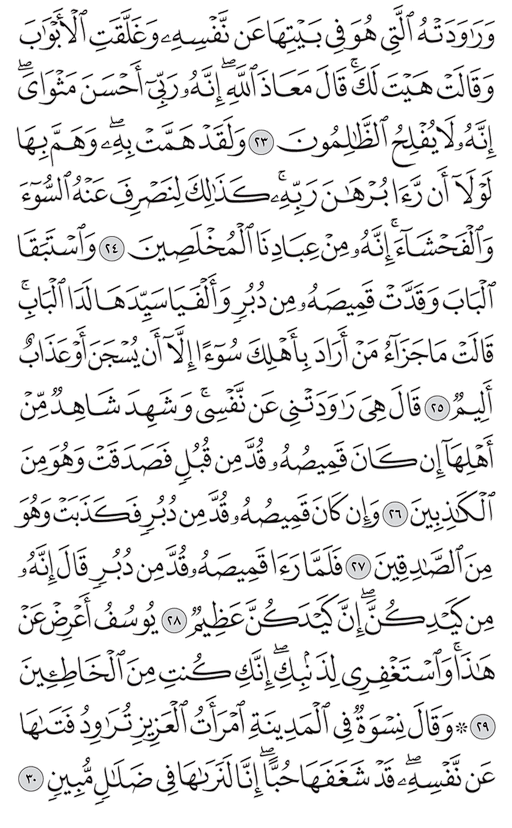 وَرَٰوَدَتْهُ ٱلَّتِى هُوَ فِى بَيْتِهَا عَن نَّفْسِهِۦ وَغَلَّقَتِ ٱلْأَبْوَٰبَ
وَقَالَتْ هَيْتَ لَكَ ۚ قَالَ مَعَاذَ ٱللَّهِ ۖ إِنَّهُۥ رَبِّىٓ أَحْسَنَ مَثْوَاىَ ۖ
إِنَّهُۥ لَا يُفْلِحُ ٱلظَّٰلِمُونَ ٢٣ وَلَقَدْ هَمَّتْ بِهِۦ ۖ وَهَمَّ بِهَا
لَوْلَآ أَن رَّءَا بُرْهَٰنَ رَبِّهِۦ ۚ كَذَٰلِكَ لِنَصْرِفَ عَنْهُ ٱلسُّوٓءَ
وَٱلْفَحْشَآءَ ۚ إِنَّهُۥ مِنْ عِبَادِنَا ٱلْمُخْلَصِينَ ٢٤ وَٱسْتَبَقَا
ٱلْبَابَ وَقَدَّتْ قَمِيصَهُۥ مِن دُبُرٍ وَأَلْفَيَا سَيِّدَهَا لَدَا ٱلْبَابِ ۚ
قَالَتْ مَا جَزَآءُ مَنْ أَرَادَ بِأَهْلِكَ سُوٓءًا إِلَّآ أَن يُسْجَنَ أَوْ عَذَابٌ
أَلِيمٌ ٢٥ قَالَ هِىَ رَٰوَدَتْنِى عَن نَّفْسِى ۚ وَشَهِدَ شَاهِدٌ مِّنْ
أَهْلِهَآ إِن كَانَ قَمِيصُهُۥ قُدَّ مِن قُبُلٍ فَصَدَقَتْ وَهُوَ مِنَ
ٱلْكَٰذِبِينَ ٢٦ وَإِن كَانَ قَمِيصُهُۥ قُدَّ مِن دُبُرٍ فَكَذَبَتْ وَهُوَ
مِنَ ٱلصَّٰدِقِينَ ٢٧ فَلَمَّا رَءَا قَمِيصَهُۥ قُدَّ مِن دُبُرٍ قَالَ إِنَّهُۥ
مِن كَيْدِكُنَّ ۖ إِنَّ كَيْدَكُنَّ عَظِيمٌ ٢٨ يُوسُفُ أَعْرِضْ عَنْ
هَٰذَا ۚ وَٱسْتَغْفِرِى لِذَنۢبِكِ ۖ إِنَّكِ كُنتِ مِنَ ٱلْخَاطِـِٔينَ
٢٩ ۞ وَقَالَ نِسْوَةٌ فِى ٱلْمَدِينَةِ ٱمْرَأَتُ ٱلْعَزِيزِ تُرَٰوِدُ فَتَىٰهَا
عَن نَّفْسِهِۦ ۖ قَدْ شَغَفَهَا حُبًّا ۖ إِنَّا لَنَرَىٰهَا فِى ضَلَٰلٍ مُّبِينٍ ٣٠